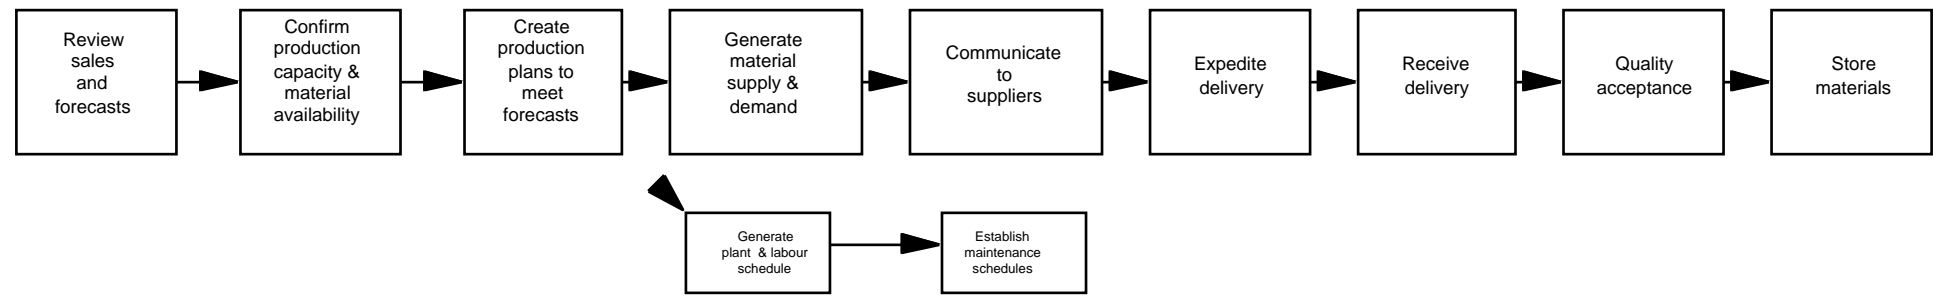 Review
sales
and
forecasts
Confirm
production
capacity &
material
availability
Create
production
plans to
meet
forecasts
Generate
material
supply &
demand
Communicate
to
suppliers
Expedite
delivery
Receive
delivery
Quality
acceptance
Store
materials
Generate
plant & labour
schedule
Establish
maintenance
schedules